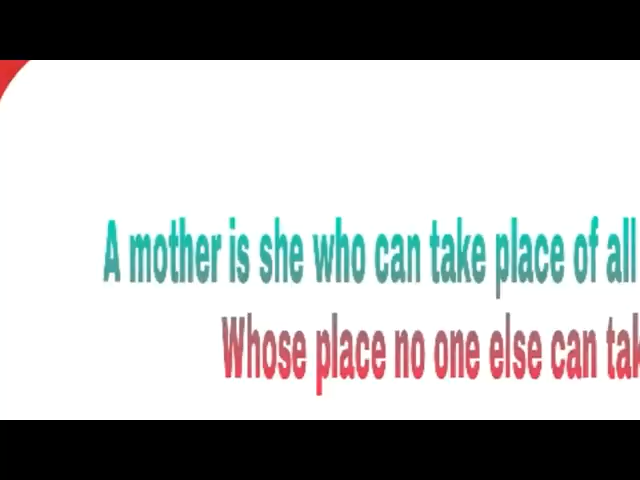 A mother is she who can take place of all
Whose place no one else can